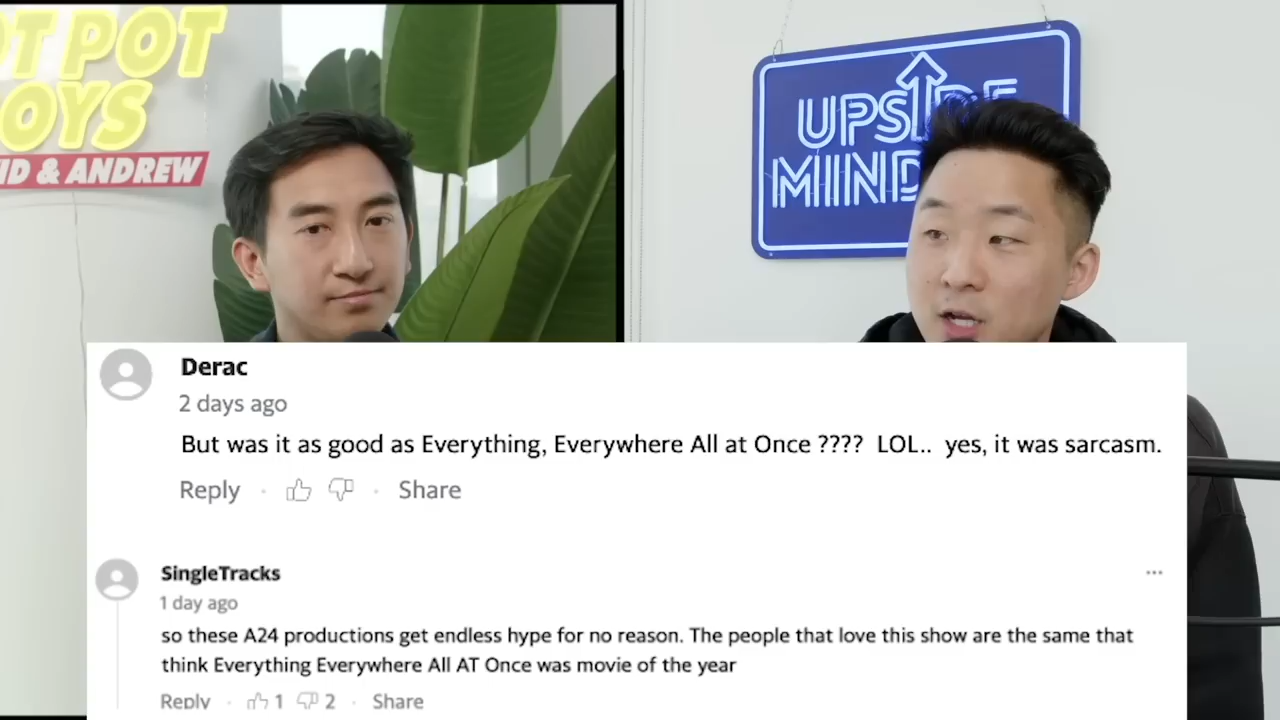 OT POT
OYS
ID & ANDREW
UPS DE
MIND
Derac
2 days ago
But was it as good as Everything, Everywhere All at Once ???? LOL.. yes, it was sarcasm.
Reply · · Share
SingleTracks
1 day ago
so these A24 productions get endless hype for no reason. The people that love this show are the same that
think Everything Everywhere All AT Once was movie of the year
Reply · 1 2 · Share